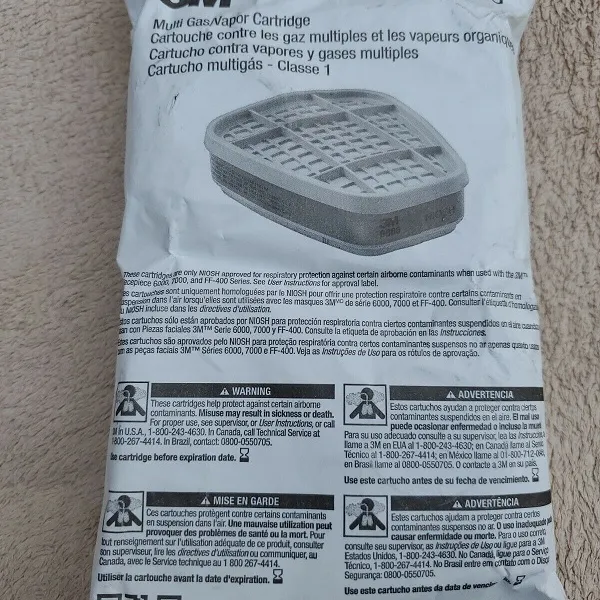 3M
Multi Gas/Vapor Cartridge
Cartouche contre les gaz multiples et les vapeurs organiques
Cartucho contra vapores y gases multiples
Cartucho multigás - Classe 1
3M
These cartridges are only NIOSH approved for respiratory protection against certain airborne contaminants when used with the 3M™
facepiece 6000, 7000, and FF-400 Series. See User Instructions for approval label.
cartouches sont uniquement homologuées par le NIOSH pour offrir une protection respiratoire contre certains contaminants en
suspension dans l'air lorsqu'elles sont utilisées avec les masques 3MMD de série 6000, 7000 et FF-400. Consulter l'étiquette d'homologation
du NIOSH incluse dans les directives d'utilisation.
cartuchos sólo están aprobados por NIOSH para protección respiratoria contra ciertos contaminantes suspendidos en el aire cuando
con Piezas faciales 3M™ Serie 6000, 7000 y FF-400. Consulta la etiqueta de aprobación en las Instrucciones.
cartuchos são aprovados pelo NIOSH para proteção respiratória contra certos contaminantes suspensos no ar apenas quando
com as peças faciais 3M™ Séries 6000, 7000 e FF-400. Veja as Instruções de Uso para os rótulos de aprovação.
WARNING
These cartridges help protect against certain airborne
contaminants. Misuse may result in sickness or death.
For proper use, see supervisor, or User Instructions, or call
3M in U.S.A., 1-800-243-4630. In Canada, call Technical Service at
1-800-267-4414. In Brazil, contact: 0800-0550705.
Use cartridge before expiration date.
ADVERTENCIA
Estos cartuchos ayudan a proteger contra ciertos
contaminantes suspendidos en el aire. El mal uso
puede ocasionar enfermedad o incluso la muerte
Para su uso adecuado consulte a su supervisor, lea las Instrucciones
llame a 3M en EUA al 1-800-243-4630; en Canadá llame al Servicio
Técnico al 1-800-267-4414; en México llame al 01-800-712-0646,
en Brasil llame al 0800-0550705. O contacte a 3M en su país.
Use este cartucho antes de su fecha de vencimiento.
MISE EN GARDE
Ces cartouches protègent contre certains contaminants
en suspension dans l'air. Une mauvaise utilisation peut
provoquer des problèmes de santé ou la mort. Pour
tout renseignement sur l'utilisation adéquate de ce produit, consulter
son superviseur, lire les directives d'utilisation ou communiquer, au
Canada, avec le Service technique au 1 800 267-4414.
Utiliser la cartouche avant la date d'expiration.
ADVERTÊNCIA
Estes cartuchos ajudam a proteger contra certos
contaminantes suspensos no ar. O uso inadequado
causar enfermidade ou morte. Para o uso correto,
consulte seu supervisor, as Instruções de Uso ou ligue para a 3M
Estados Unidos, 1-800-243-4630. No Canadá, ligue para o Serviço
Técnico, 1-800-267-4414. No Brasil entre em contato com o Disque
Segurança: 0800-0550705.
Use este cartucho antes da data de